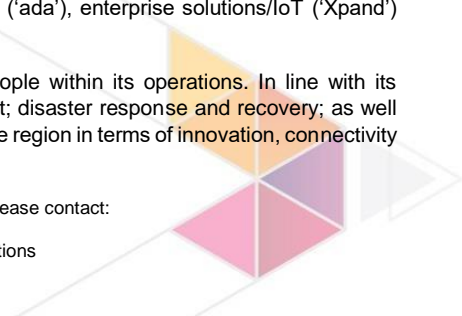 (‘ada’), enterprise solutions/IoT (‘Xpand’)
ople within its operations. In line with its
t; disaster response and recovery; as well
e region in terms of innovation, connectivity
ease contact:
tions